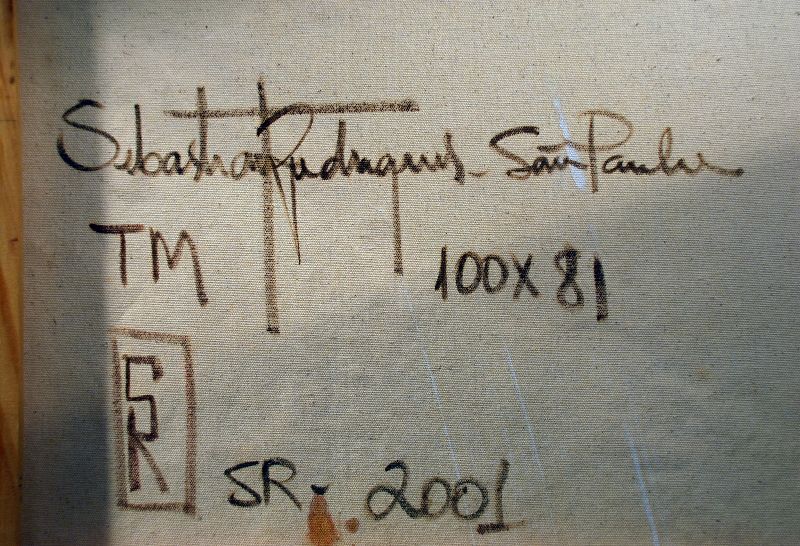 Sebastião Rodrigues - São Paulo
TM
100X81
SR
SR. 2001